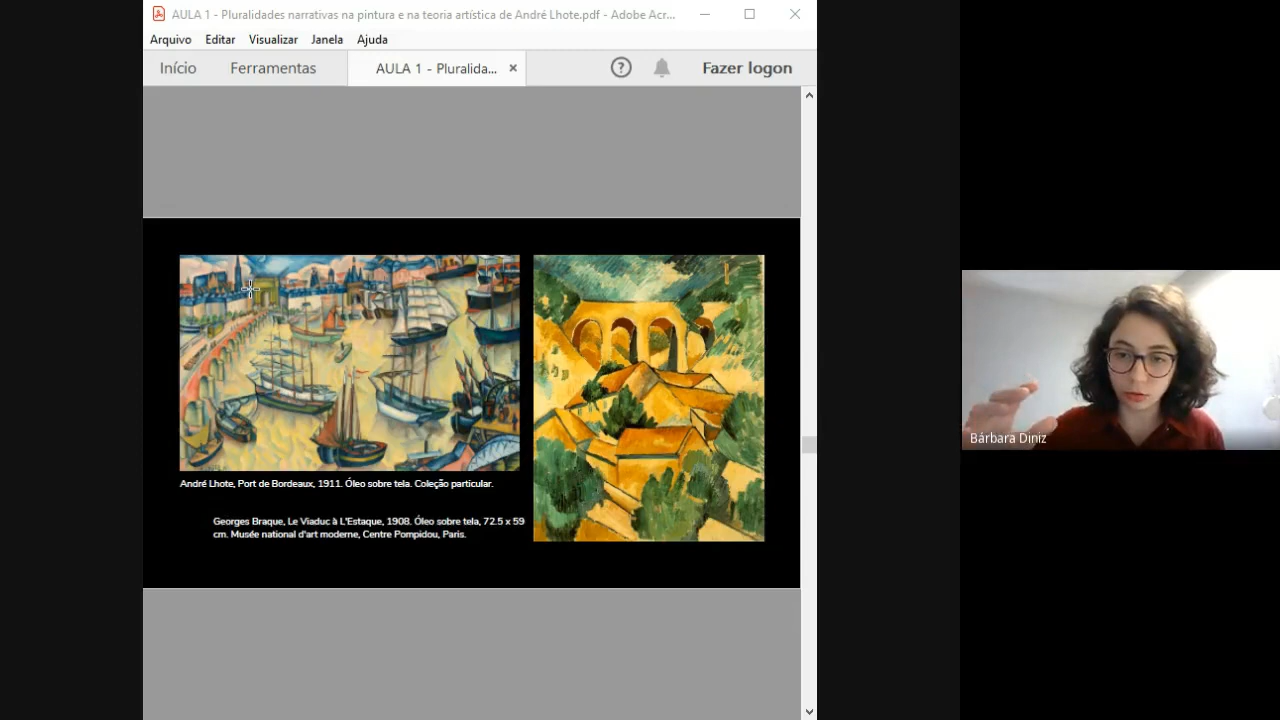 AULA 1 - Pluralidades narrativas na pintura e na teoria artística de André Lhote.pdf - Adobe Acr...
Arquivo Editar Visualizar Janela Ajuda
Início Ferramentas AULA 1 - Pluralida... × ? Fazer logon
André Lhote, Port de Bordeaux, 1911. Óleo sobre tela. Coleção particular.
Georges Braque, Le Viaduc à L'Estaque, 1908. Óleo sobre tela, 72.5 x 59
cm. Musée national d'art moderne, Centre Pompidou, Paris.
Bárbara Diniz